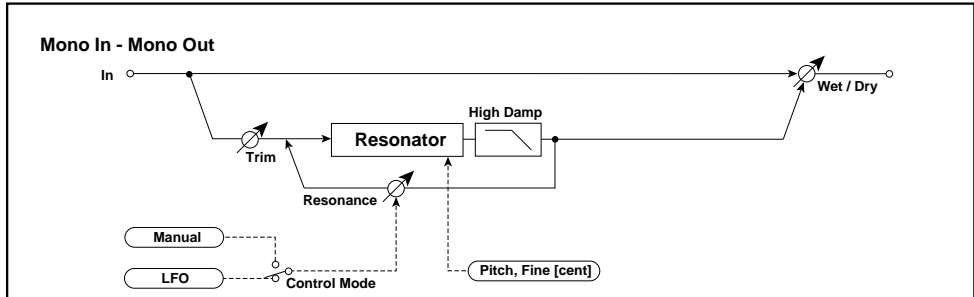 Mono In - Mono Out
In
Wet / Dry
High Damp
Resonator
Trim
Resonance
Manual
LFO
Control Mode
Pitch, Fine [cent]